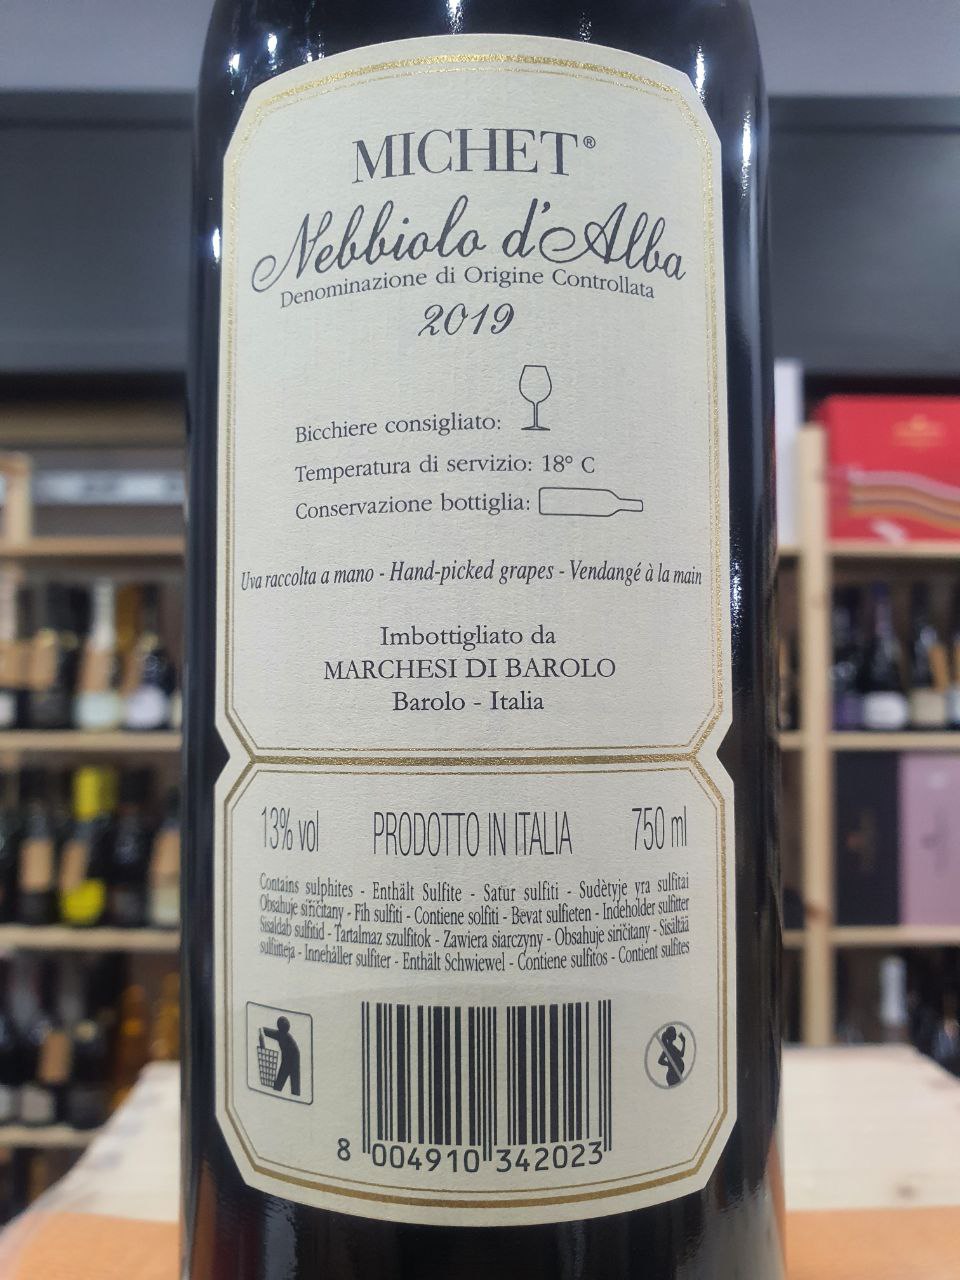 MICHET®
Nebbiolo d'Alba
Denominazione di Origine Controllata
2019
Bicchiere consigliato:
Temperatura di servizio: 18° C
Conservazione bottiglia:
Uva raccolta a mano - Hand-picked grapes - Vendangé à la main
Imbottigliato da
MARCHESI DI BAROLO
Barolo - Italia
13% vol PRODOTTO IN ITALIA 750 ml
Contains sulphites - Enthält Sulfite - Satur sulfiti - Sudètyje yra sulfitai
Obsahuje siřičitany - Fih sulfiti - Contiene solfiti - Bevat sulfieten - Indeholder sulfitter
Sisaldab sulfitid - Tartalmaz szulfitok - Zawiera siarczyny - Obsahuje siričitany - Sisältää
sulfitteja - Innehåller sulfiter - Enthält Schwiewel - Contiene sulfitos - Contient sulfites
8 004910 342023